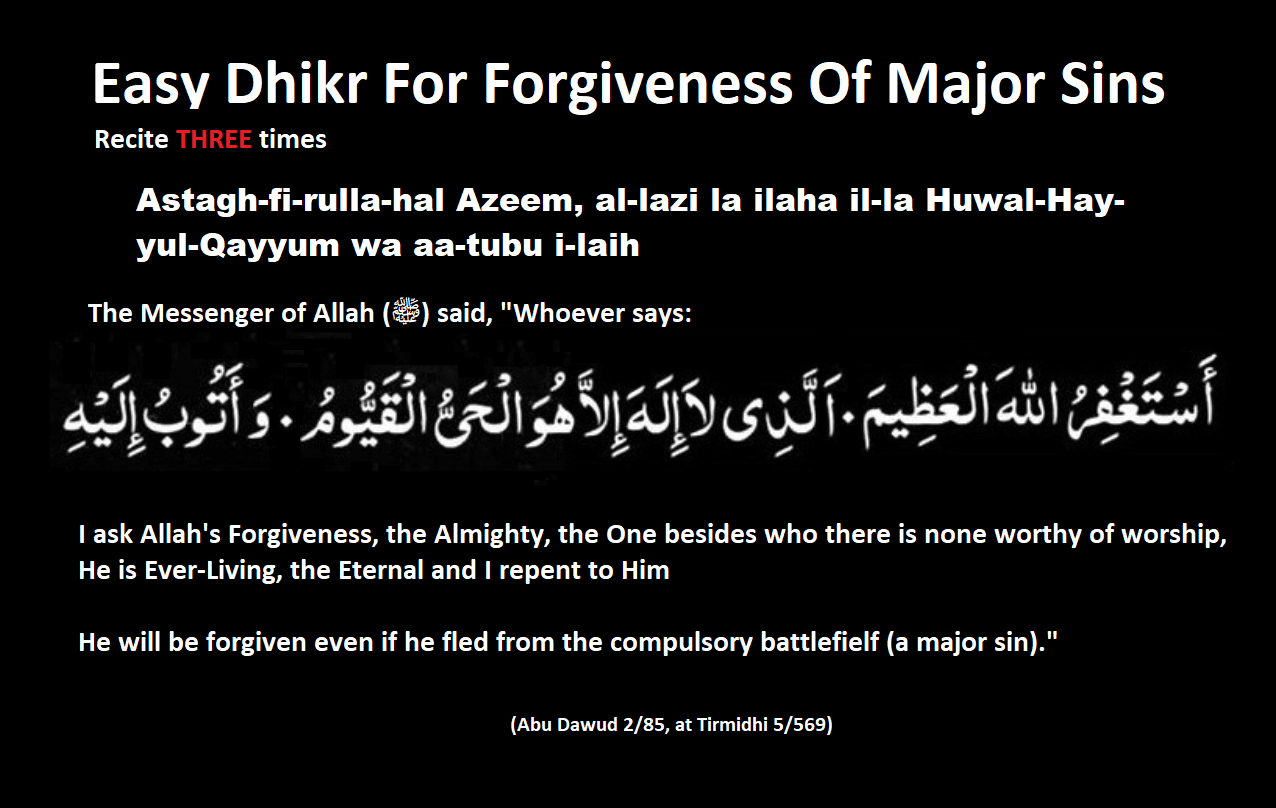 Easy Dhikr For Forgiveness Of Major Sins
Recite THREE times
Astagh-fi-rulla-hal Azeem, al-lazi la ilaha il-la Huwal-Hay-
yul-Qayyum wa aa-tubu i-laih
The Messenger of Allah (ﷺ) said, "Whoever says:
أَسْتَغْفِرُ اللهَ الْعَظِيمَ٠ اَلَّذِى لاَ إِلَهَ إِلاَّ هُوَ الْحَىُّ الْقَيُّومُ٠ وَ أَتُوبُ إِلَيْهِ
I ask Allah's Forgiveness, the Almighty, the One besides who there is none worthy of worship,
He is Ever-Living, the Eternal and I repent to Him
He will be forgiven even if he fled from the compulsory battlefielf (a major sin)."
(Abu Dawud 2/85, at Tirmidhi 5/569)